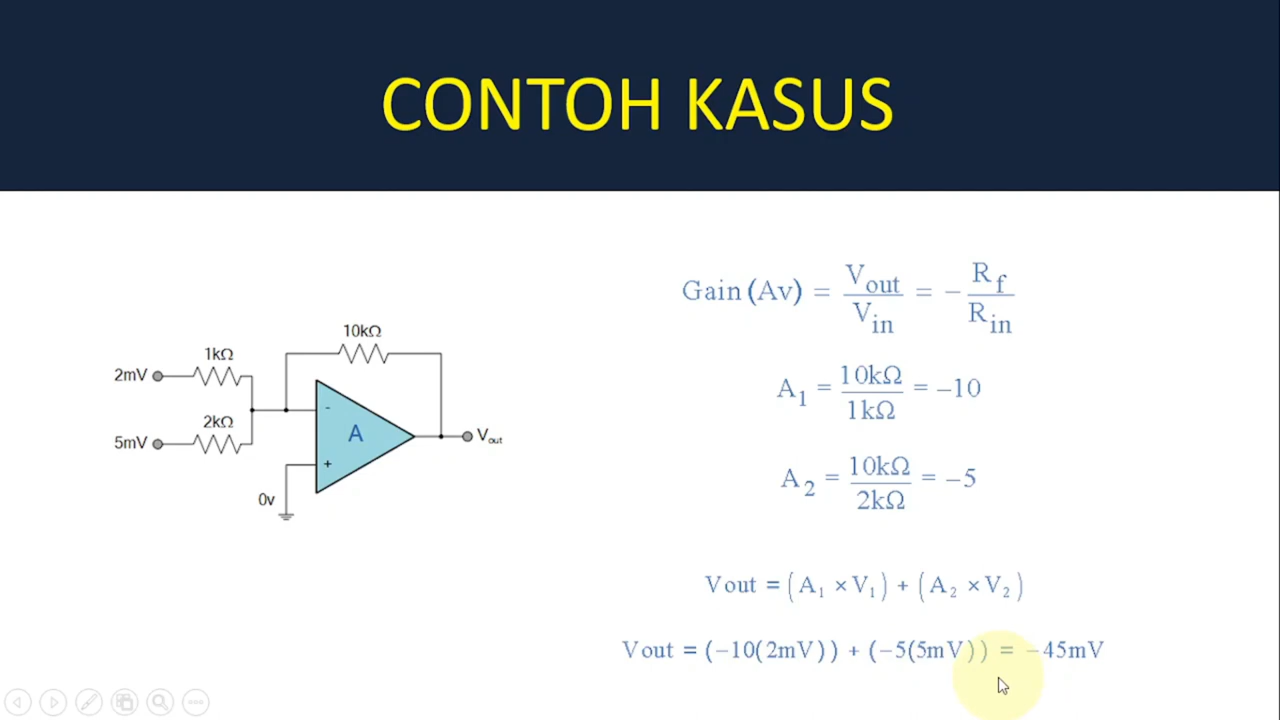 CONTOH KASUS
10kΩ
1kΩ
2mV
2kΩ
5mV
-
A
+
Vout
0v
Gain (Av) = Vout / Vin = − Rf / Rin
A1 = 10kΩ / 1kΩ = −10
A2 = 10kΩ / 2kΩ = −5
Vout = (A1 × V1) + (A2 × V2)
Vout = (−10(2mV)) + (−5(5mV)) = −45mV